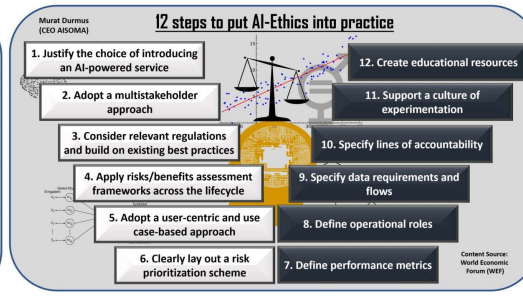 Murat Durmus
(CEO AISOMA)
12 steps to put AI-Ethics into practice
1. Justify the choice of introducing
an AI-powered service
2. Adopt a multistakeholder
approach
3. Consider relevant regulations
and build on existing best practices
4. Apply risks/benefits assessment
frameworks across the lifecycle
5. Adopt a user-centric and use
case-based approach
6. Clearly lay out a risk
prioritization scheme
7. Define performance metrics
8. Define operational roles
9. Specify data requirements and
flows
10. Specify lines of accountability
11. Support a culture of
experimentation
12. Create educational resources
Content Source:
World Economic
Forum (WEF)